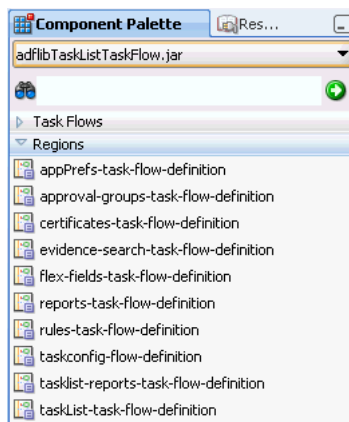 Component Palette
Res...
adflibTaskListTaskFlow.jar
Task Flows
Regions
appPrefs-task-flow-definition
approval-groups-task-flow-definition
certificates-task-flow-definition
evidence-search-task-flow-definition
flex-fields-task-flow-definition
reports-task-flow-definition
rules-task-flow-definition
taskconfig-flow-definition
tasklist-reports-task-flow-definition
taskList-task-flow-definition